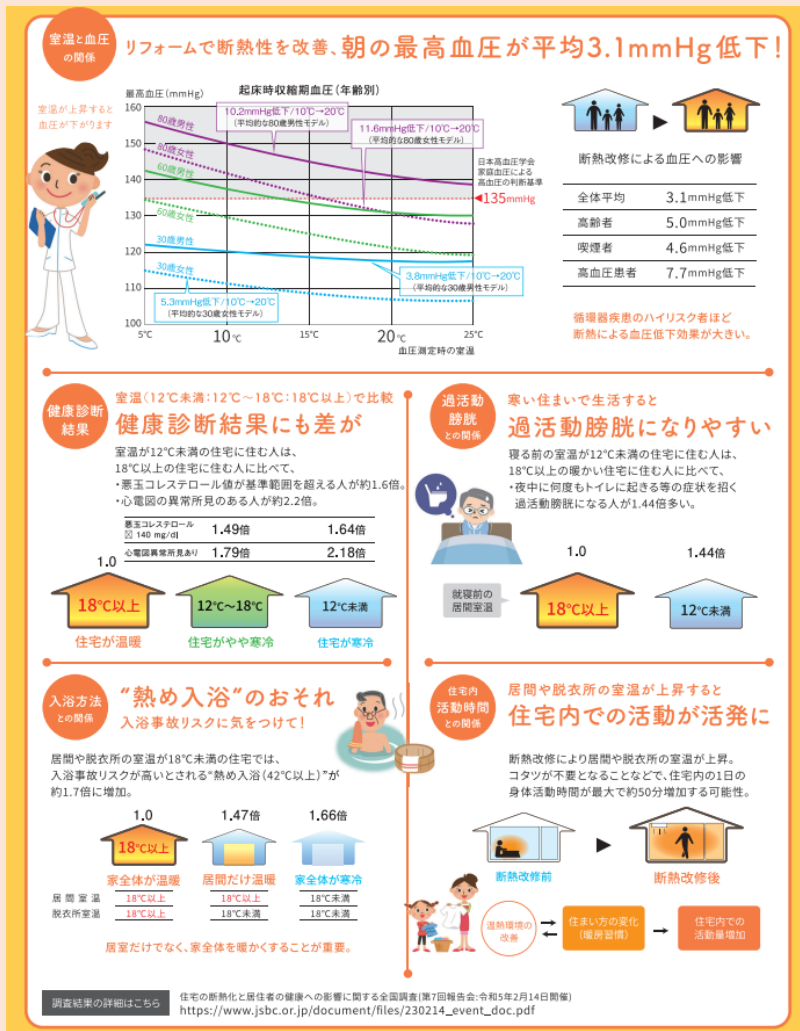 室温と血圧
の関係
リフォームで断熱性を改善、朝の最高血圧が平均3.1mmHg低下!
室温が上昇すると
血圧が下がります
最高血圧(mmHg)
起床時収縮期血圧(年齢別)
160
150
140
130
120
110
100
80歳男性
80歳女性
60歳男性
60歳女性
30歳男性
30歳女性
10.2mmHg低下/10℃→20℃
(平均的な80歳男性モデル)
11.6mmHg低下/10℃→20℃
(平均的な80歳女性モデル)
日本高血圧学会
家庭血圧による
高血圧の判断基準
◀135mmHg
3.8mmHg低下/10℃→20℃
(平均的な30歳男性モデル)
5.3mmHg低下/10℃→20℃
(平均的な30歳女性モデル)
5℃ 10℃ 15℃ 20℃ 25℃
血圧測定時の室温
▶
断熱改修による血圧への影響
全体平均 3.1mmHg低下
高齢者 5.0mmHg低下
喫煙者 4.6mmHg低下
高血圧患者 7.7mmHg低下
循環器疾患のハイリスク者ほど
断熱による血圧低下効果が大きい。
健康診断
結果
室温(12℃未満:12℃~18℃:18℃以上)で比較
健康診断結果にも差が
室温が12℃未満の住宅に住む人は、
18℃以上の住宅に住む人に比べて、
・悪玉コレステロール値が基準範囲を超える人が約1.6倍。
・心電図の異常所見のある人が約2.2倍。
悪玉コレステロール
140 mg/dl
1.49倍 1.64倍
心電図異常所見あり 1.79倍 2.18倍
1.0
18℃以上 12℃~18℃ 12℃未満
住宅が温暖 住宅がやや寒冷 住宅が寒冷
過活動
膀胱
との関係
寒い住まいで生活すると
過活動膀胱になりやすい
寝る前の室温が12℃未満の住宅に住む人は、
18℃以上の暖かい住宅に住む人に比べて、
・夜中に何度もトイレに起きる等の症状を招く
過活動膀胱になる人が1.44倍多い。
1.0 1.44倍
就寝前の
居間室温
18℃以上 12℃未満
入浴方法
との関係
“熱め入浴”のおそれ
入浴事故リスクに気をつけて!
居間や脱衣所の室温が18℃未満の住宅では、
入浴事故リスクが高いとされる“熱め入浴(42℃以上)”が
約1.7倍に増加。
1.0 1.47倍 1.66倍
18℃以上
家全体が温暖 居間だけ温暖 家全体が寒冷
居間室温 18℃以上 18℃以上 18℃未満
脱衣所室温 18℃以上 18℃未満 18℃未満
居室だけでなく、家全体を暖かくすることが重要。
住宅内
活動時間
との関係
居間や脱衣所の室温が上昇すると
住宅内での活動が活発に
断熱改修により居間や脱衣所の室温が上昇。
コタツが不要となることなどで、住宅内の1日の
身体活動時間が最大で約50分増加する可能性。
▶
断熱改修前 断熱改修後
温熱環境の
改善
住まい方の変化
(暖房習慣)
住宅内での
活動量増加
調査結果の詳細はこちら
住宅の断熱化と居住者の健康への影響に関する全国調査(第7回報告会:令和5年2月14日開催)
https://www.jsbc.or.jp/document/files/230214_event_doc.pdf